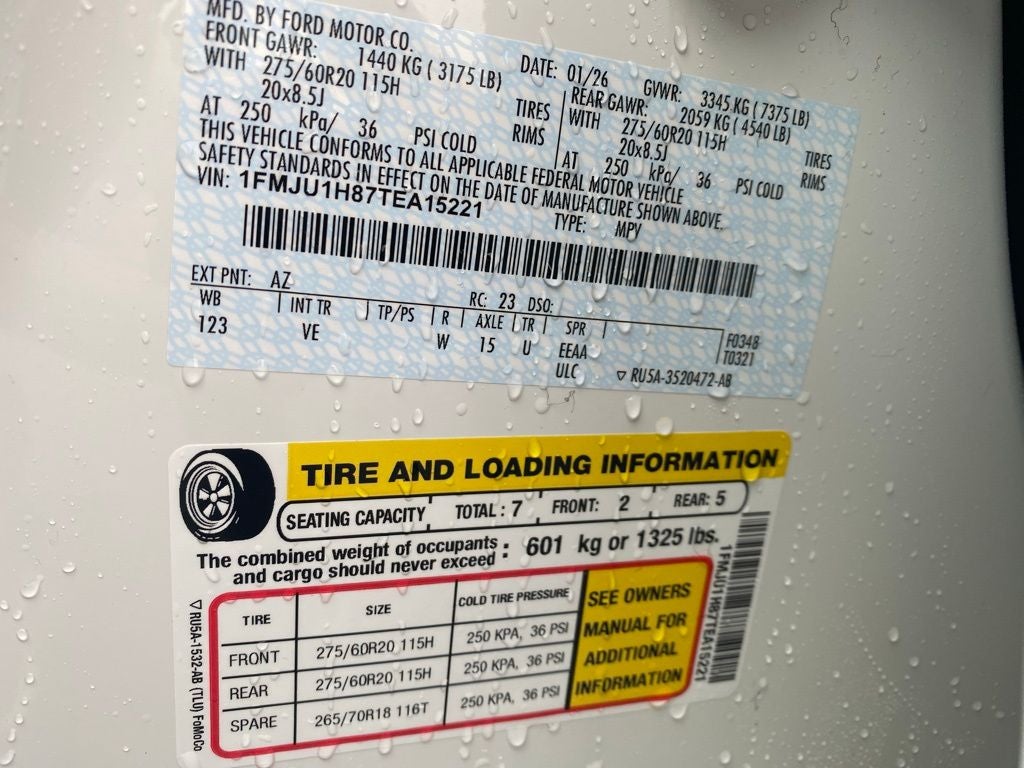 MFD. BY FORD MOTOR CO.
DATE: 01/26 GVWR: 3345 KG ( 7375 LB)
FRONT GAWR: 1440 KG ( 3175 LB)
WITH 275/60R20 115H TIRES
20x8.5J RIMS
AT 250 kPa/ 36 PSI COLD
REAR GAWR: 2059 KG ( 4540 LB)
WITH 275/60R20 115H TIRES
20x8.5J RIMS
AT 250 kPa/ 36 PSI COLD
THIS VEHICLE CONFORMS TO ALL APPLICABLE FEDERAL MOTOR VEHICLE
SAFETY STANDARDS IN EFFECT ON THE DATE OF MANUFACTURE SHOWN ABOVE.
VIN: 1FMJU1H87TEA15221
TYPE: MPV
EXT PNT: AZ RC: 23 DSO:
WB INT TR TP/PS R AXLE TR SPR
123 VE W 15 U EEAA
ULC
F0348
T0321
▽ RU5A-3520472-AB
TIRE AND LOADING INFORMATION
SEATING CAPACITY TOTAL : 7 FRONT: 2 REAR: 5
The combined weight of occupants
and cargo should never exceed : 601 kg or 1325 lbs.
TIRE SIZE COLD TIRE PRESSURE
FRONT 275/60R20 115H 250 KPA, 36 PSI
REAR 275/60R20 115H 250 KPA, 36 PSI
SPARE 265/70R18 116T 250 KPA, 36 PSI
SEE OWNERS
MANUAL FOR
ADDITIONAL
INFORMATION
▽ RU5A-1532-AB (TLU) FoMoCo
1FMJU1H87TEA15221